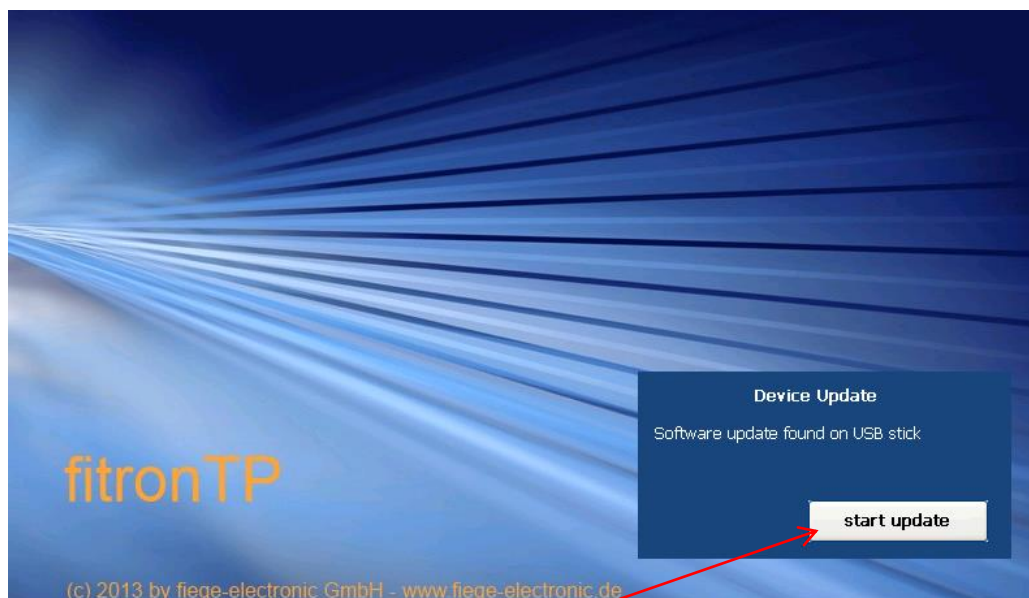 Device Update
Software update found on USB stick
fitronTP
start update
(c) 2013 by fiege-electronic GmbH - www.fiege-electronic.de